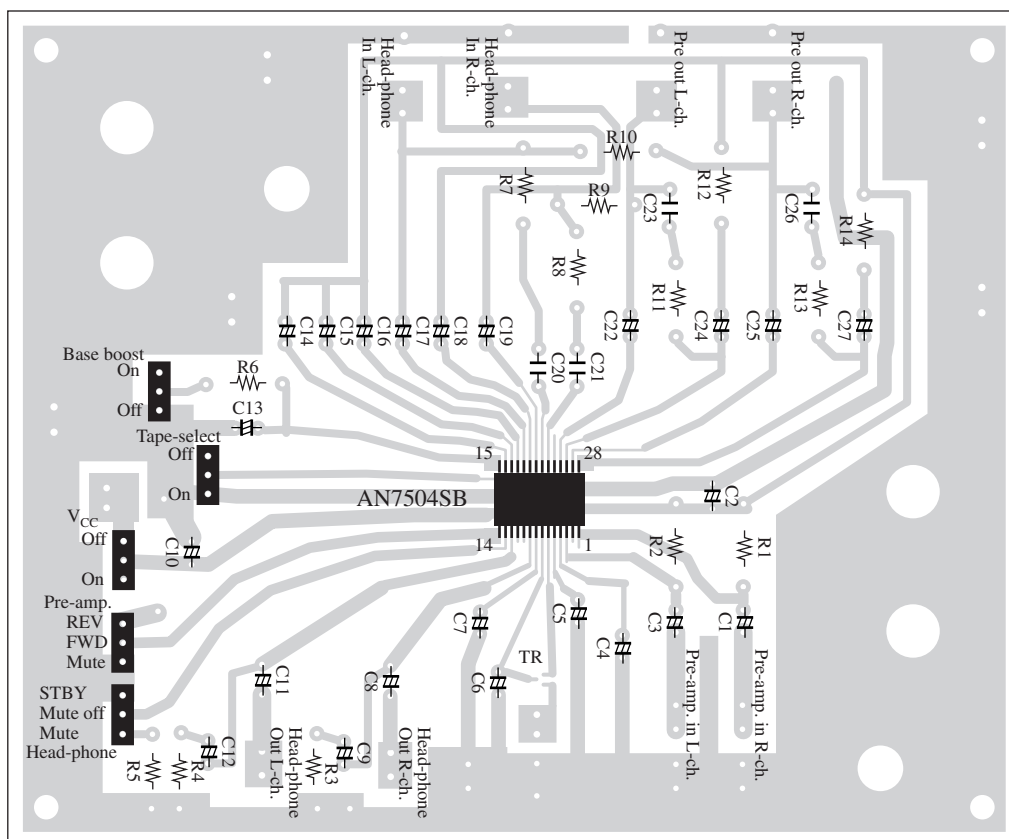 Head-phone
In L-ch.
Head-phone
In R-ch.
Pre out L-ch.
Pre out R-ch.
R10
R7
R9
R12
C23
C26
R14
R8
R11
R13
C14
C15
C16
C17
C18
C19
C22
C24
C25
C27
C20
C21
Base boost
On
Off
R6
C13
Tape-select
Off
On
15
28
AN7504SB
C2
VCC
Off
On
C10
14
1
R2
R1
Pre-amp.
REV
FWD
Mute
C7
C5
C4
C3
C1
TR
STBY
Mute off
Mute
Head-phone
C11
C8
C6
R5
R4
C12
Head-phone
Out L-ch.
R3
C9
Head-phone
Out R-ch.
Pre-amp. in L-ch.
Pre-amp. in R-ch.